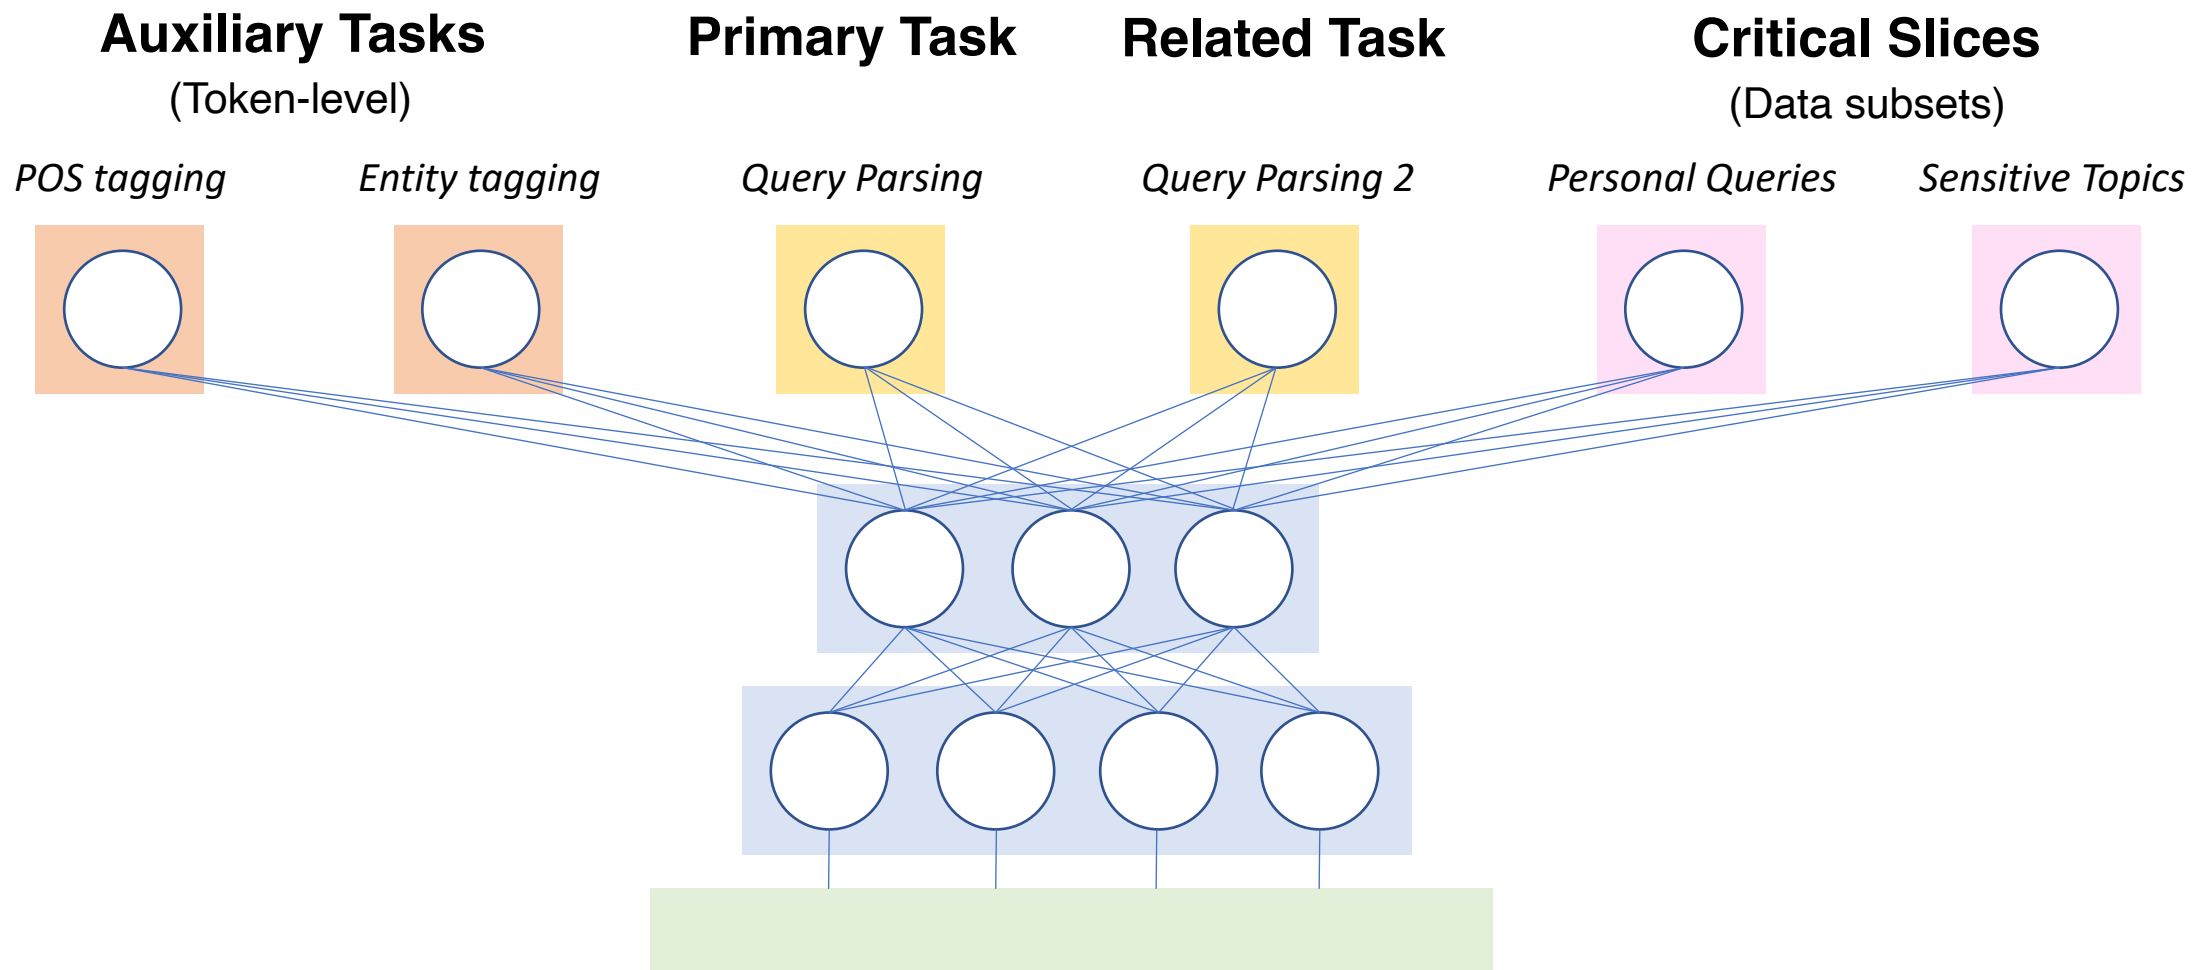 Auxiliary Tasks
(Token-level)
Primary Task
Related Task
Critical Slices
(Data subsets)
POS tagging
Entity tagging
Query Parsing
Query Parsing 2
Personal Queries
Sensitive Topics